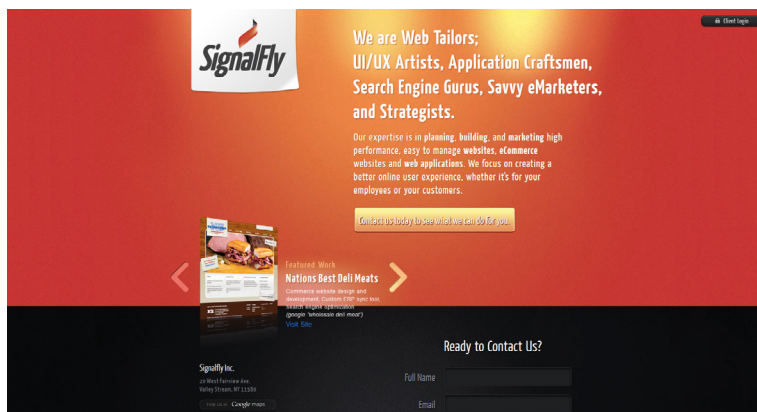 Client Login
SignalFly
We are Web Tailors;
UI/UX Artists, Application Craftsmen,
Search Engine Gurus, Savvy eMarketers,
and Strategists.
Our expertise is in planning, building, and marketing high
performance, easy to manage websites, eCommerce
websites and web applications. We focus on creating a
better online user experience, whether it's for your
employees or your customers.
Contact us today to see what we can do for you.
Featured Work
Nations Best Deli Meats
Commerce website design and
development, Custom ERP sync tool,
search engine optimization
(google 'wholesale deli meat')
Visit Site
Ready to Contact Us?
Signalfly Inc.
20 West Fairview Ave.
Valley Stream, NY 11580
Google maps
Full Name
Email